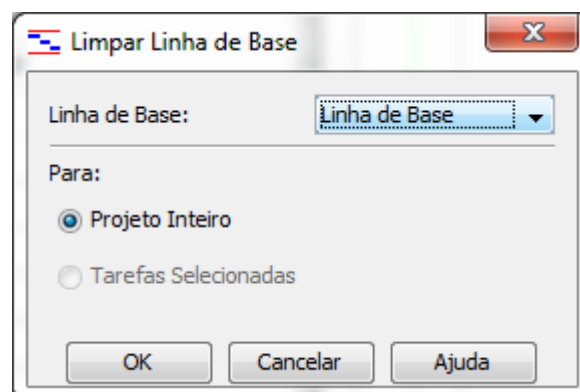 Limpar Linha de Base
Linha de Base: Linha de Base
Para:
Projeto Inteiro
Tarefas Selecionadas
OK Cancelar Ajuda